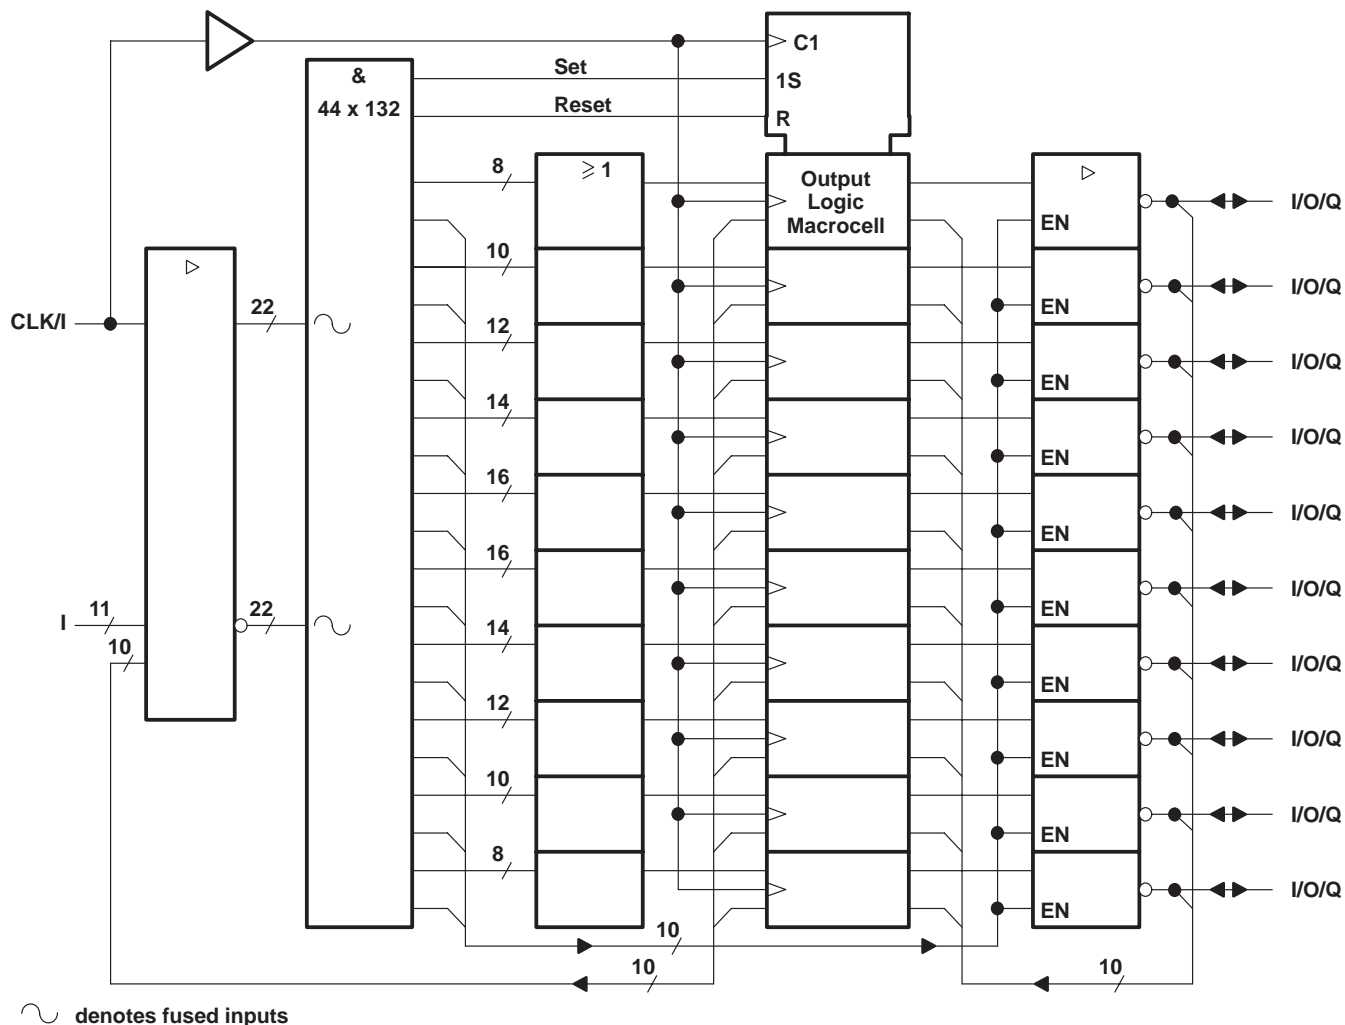 C1
&
Set
1S
44 x 132
Reset
R
8
≥ 1
Output
Logic
Macrocell
I/O/Q
EN
10
I/O/Q
EN
22
CLK/I
12
I/O/Q
EN
14
I/O/Q
EN
16
I/O/Q
EN
16
I/O/Q
EN
11
22
I
10
14
I/O/Q
EN
12
I/O/Q
EN
10
I/O/Q
EN
8
I/O/Q
EN
10
10
10
denotes fused inputs